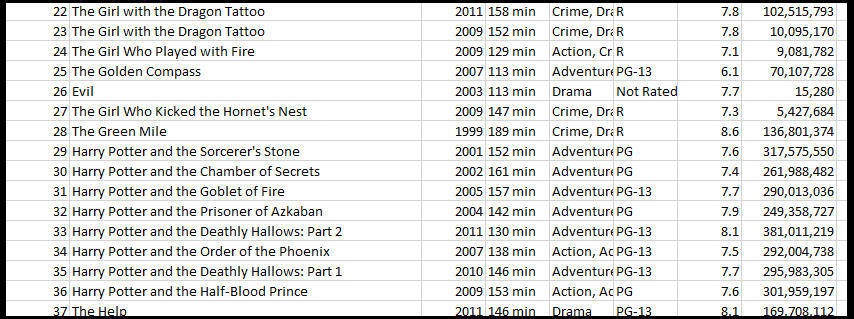 22 The Girl with the Dragon Tattoo 2011 158 min Crime, Dra R 7.8 102,515,793
23 The Girl with the Dragon Tattoo 2009 152 min Crime, Dra R 7.8 10,095,170
24 The Girl Who Played with Fire 2009 129 min Action, Cr R 7.1 9,081,782
25 The Golden Compass 2007 113 min Adventure PG-13 6.1 70,107,728
26 Evil 2003 113 min Drama Not Rated 7.7 15,280
27 The Girl Who Kicked the Hornet's Nest 2009 147 min Crime, Dra R 7.3 5,427,684
28 The Green Mile 1999 189 min Crime, Dra R 8.6 136,801,374
29 Harry Potter and the Sorcerer's Stone 2001 152 min Adventure PG 7.6 317,575,550
30 Harry Potter and the Chamber of Secrets 2002 161 min Adventure PG 7.4 261,988,482
31 Harry Potter and the Goblet of Fire 2005 157 min Adventure PG-13 7.7 290,013,036
32 Harry Potter and the Prisoner of Azkaban 2004 142 min Adventure PG 7.9 249,358,727
33 Harry Potter and the Deathly Hallows: Part 2 2011 130 min Adventure PG-13 8.1 381,011,219
34 Harry Potter and the Order of the Phoenix 2007 138 min Action, Ad PG-13 7.5 292,004,738
35 Harry Potter and the Deathly Hallows: Part 1 2010 146 min Adventure PG-13 7.7 295,983,305
36 Harry Potter and the Half-Blood Prince 2009 153 min Action, Ad PG 7.6 301,959,197
37 The Help 2011 146 min Drama PG-13 8.1 169,708,112